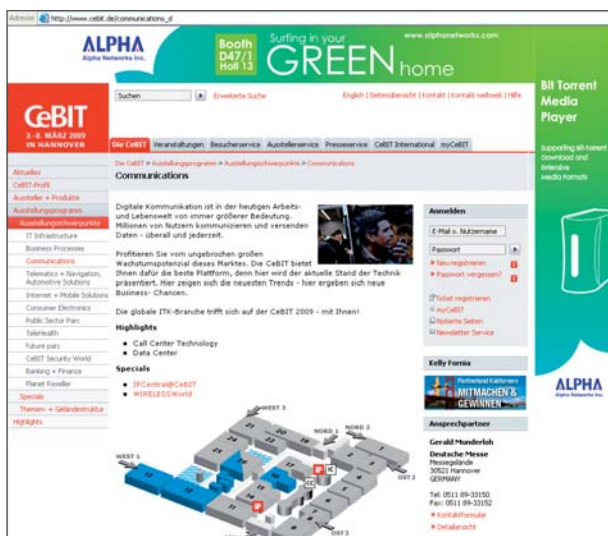 Adresse http://www.cebit.de/communications_d
ALPHA
Alpha Networks Inc.
Booth
D47/1
Hall 13
Surfing in your
GREEN home
www.alphanetworks.com
Bit Torrent
Media
Player
Supporting Bit-torrent
Download and
Extensive
Media Formats
ALPHA
Alpha Networks Inc.
CeBIT
3.-8. MÄRZ 2009
IN HANNOVER
Suchen
Erweiterte Suche
English | Seitenübersicht | Kontakt | Kontakt weltweit | Hilfe
Die CeBIT Veranstaltungen Besucherservice Ausstellerservice Presseservice CeBIT International myCeBIT
Die CeBIT » Ausstellungsprogramm » Ausstellungsschwerpunkte » Communications
Communications
Aktuelles
CeBIT-Profil
Aussteller + Produkte
Ausstellungsprogramm
Ausstellungsschwerpunkte
IT Infrastructure
Business Processes
Communications
Telematics + Navigation,
Automotive Solutions
Internet + Mobile Solutions
Consumer Electronics
Public Sector Parc
TeleHealth
future parc
CeBIT Security World
Banking + Finance
Planet Reseller
Specials
Themen- + Geländestruktur
Highlights
Digitale Kommunikation ist in der heutigen Arbeits-
und Lebenswelt von immer größerer Bedeutung.
Millionen von Nutzern kommunizieren und versenden
Daten - überall und jederzeit.
Profitieren Sie vom ungebrochen großen
Wachstumspotenzial dieses Marktes. Die CeBIT bietet
Ihnen dafür die beste Plattform, denn hier wird der aktuelle Stand der Technik
präsentiert. Hier zeigen sich die neuesten Trends - hier ergeben sich neue
Business- Chancen.
Die globale ITK-Branche trifft sich auf der CeBIT 2009 - mit Ihnen!
Highlights
Call Center Technology
Data Center
Specials
IPCentral@CeBIT
WIRELESSWorld
WEST 3
NORD 1
NORD 2
WEST 1
OST 2
OST 3
IP
IC
CC
IP
Anmelden
E-Mail o. Nutzername
Passwort
Neu registrieren
Passwort vergessen?
Ticket registrieren
myCeBIT
Notierte Seiten
Newsletter Service
Kelly Fornia
Partnerland Kalifornien
MITMACHEN &
GEWINNEN
Ansprechpartner
Gerald Munderloh
Deutsche Messe
Messegelände
30521 Hannover
GERMANY
Tel: 0511 89-33150
Fax: 0511 89-33152
Kontaktformular
Detailansicht